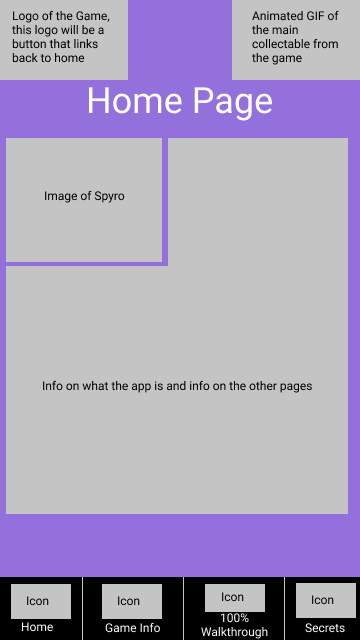 Logo of the Game,
this logo will be a
button that links
back to home
Animated GIF of
the main
collectable from
the game
Home Page
Image of Spyro
Info on what the app is and info on the other pages
Icon
Home
Icon
Game Info
Icon
100%
Walkthrough
Icon
Secrets